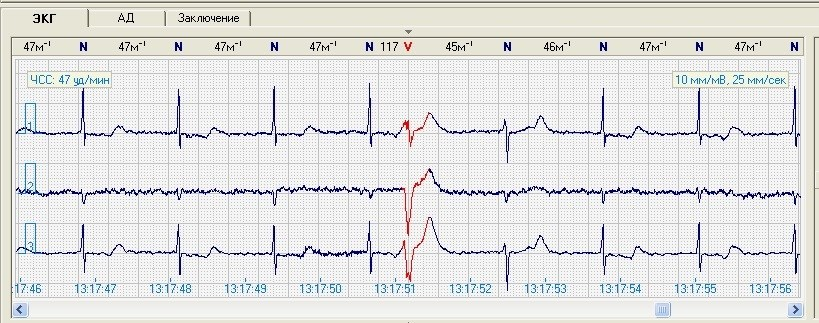 ЭКГ АД Заключение
47м⁻¹ N 47м⁻¹ N 47м⁻¹ N 47м⁻¹ N 117 V 45м⁻¹ N 46м⁻¹ N 47м⁻¹ N 47м⁻¹ N
ЧСС: 47 уд/мин 10 мм/мВ, 25 мм/сек
1
2
3
:17:46 13:17:47 13:17:48 13:17:49 13:17:50 13:17:51 13:17:52 13:17:53 13:17:54 13:17:55 13:17:56